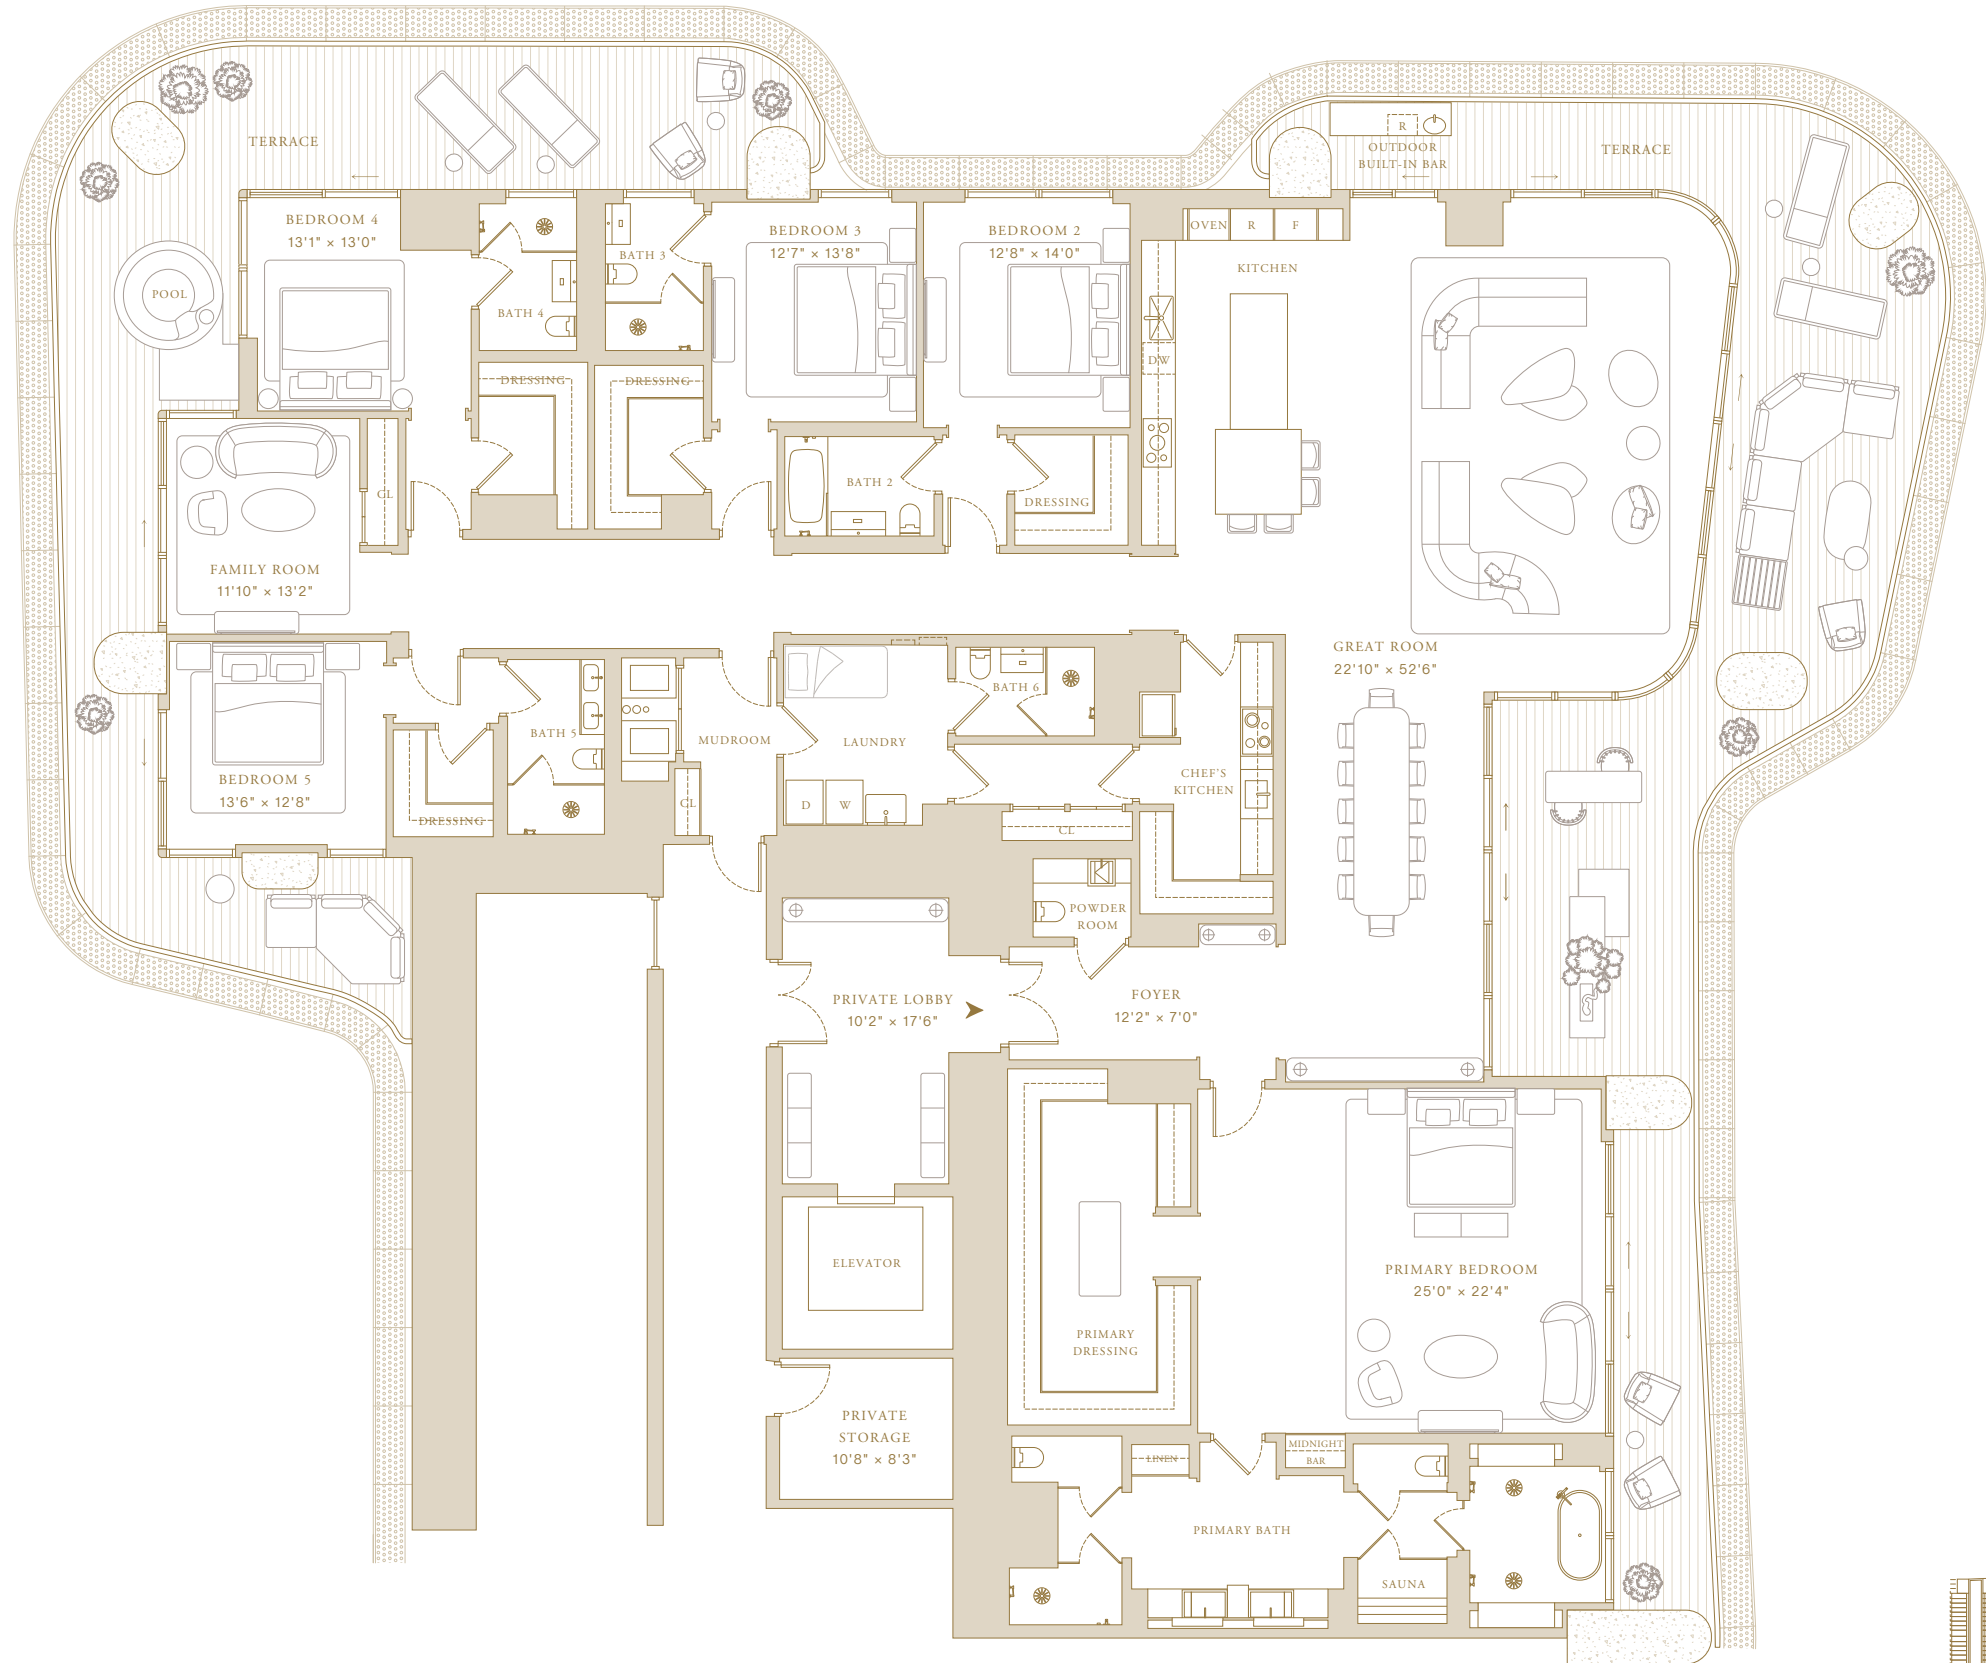 TERRACE
R
OUTDOOR
BUILT-IN BAR
TERRACE
BEDROOM 4
13'1" × 13'0"
BATH 3
BEDROOM 3
12'7" × 13'8"
BEDROOM 2
12'8" × 14'0"
OVEN
R
F
KITCHEN
POOL
BATH 4
DW
DRESSING
DRESSING
CL
BATH 2
DRESSING
FAMILY ROOM
11'10" × 13'2"
GREAT ROOM
22'10" × 52'6"
BATH 6
BATH 5
MUDROOM
LAUNDRY
BEDROOM 5
13'6" × 12'8"
CHEF'S
KITCHEN
D
W
CL
DRESSING
CL
POWDER
ROOM
PRIVATE LOBBY
10'2" × 17'6"
FOYER
12'2" × 7'0"
ELEVATOR
PRIMARY BEDROOM
25'0" × 22'4"
PRIMARY
DRESSING
PRIVATE
STORAGE
10'8" × 8'3"
LINEN
MIDNIGHT
BAR
PRIMARY BATH
SAUNA